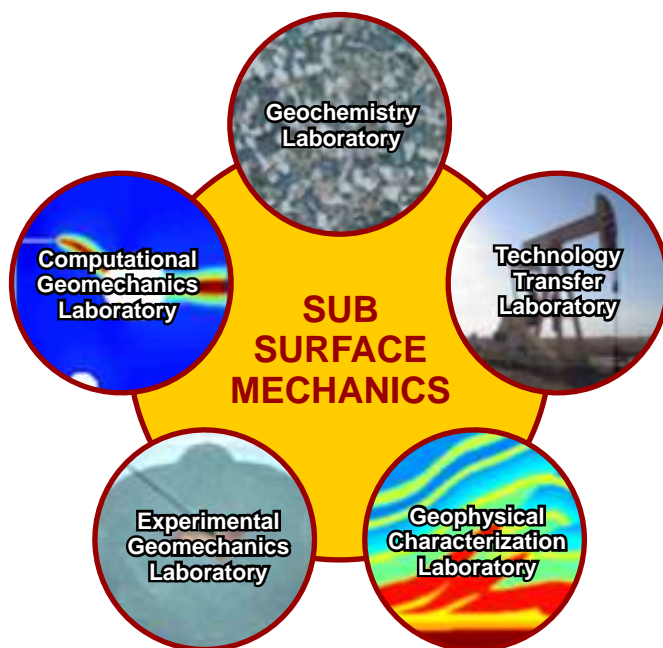 Geochemistry
Laboratory
Computational
Geomechanics
Laboratory
Technology
Transfer
Laboratory
SUB
SURFACE
MECHANICS
Experimental
Geomechanics
Laboratory
Geophysical
Characterization
Laboratory